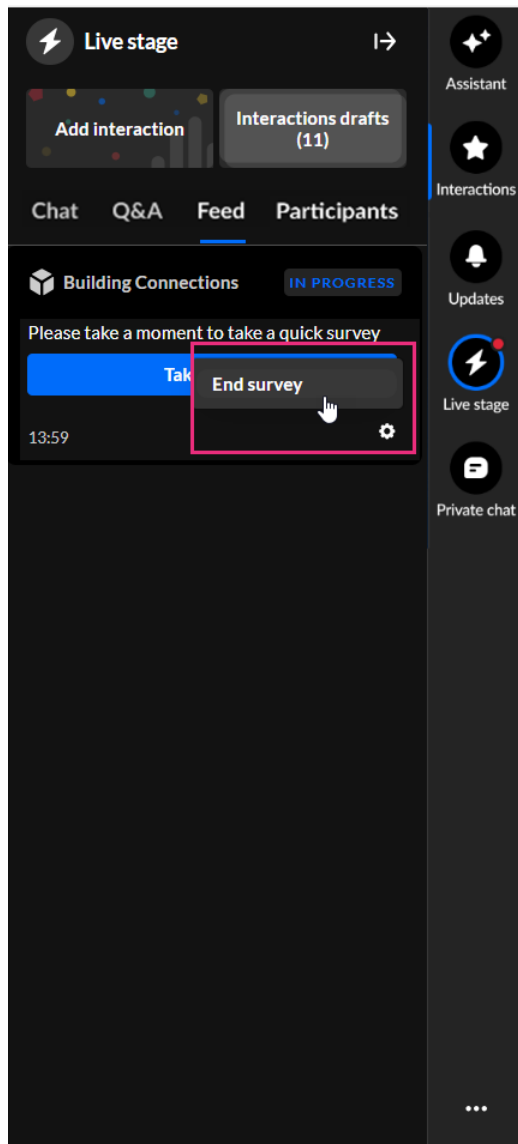 Live stage
Add interaction
Interactions drafts
(11)
Chat Q&A Feed Participants
Building Connections
IN PROGRESS
Please take a moment to take a quick survey
End survey
13:59
Assistant
Interactions
Updates
Live stage
Private chat